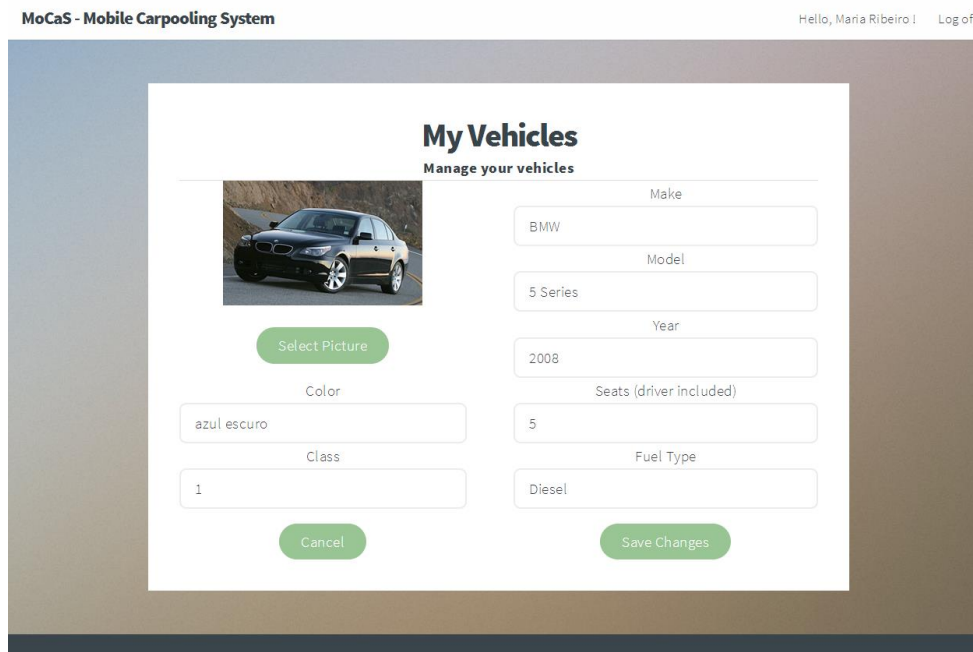 MoCaS - Mobile Carpooling System
Hello, Maria Ribeiro !
Log of
My Vehicles
Manage your vehicles
Select Picture
Color
azul escuro
Class
1
Cancel
Make
BMW
Model
5 Series
Year
2008
Seats (driver included)
5
Fuel Type
Diesel
Save Changes